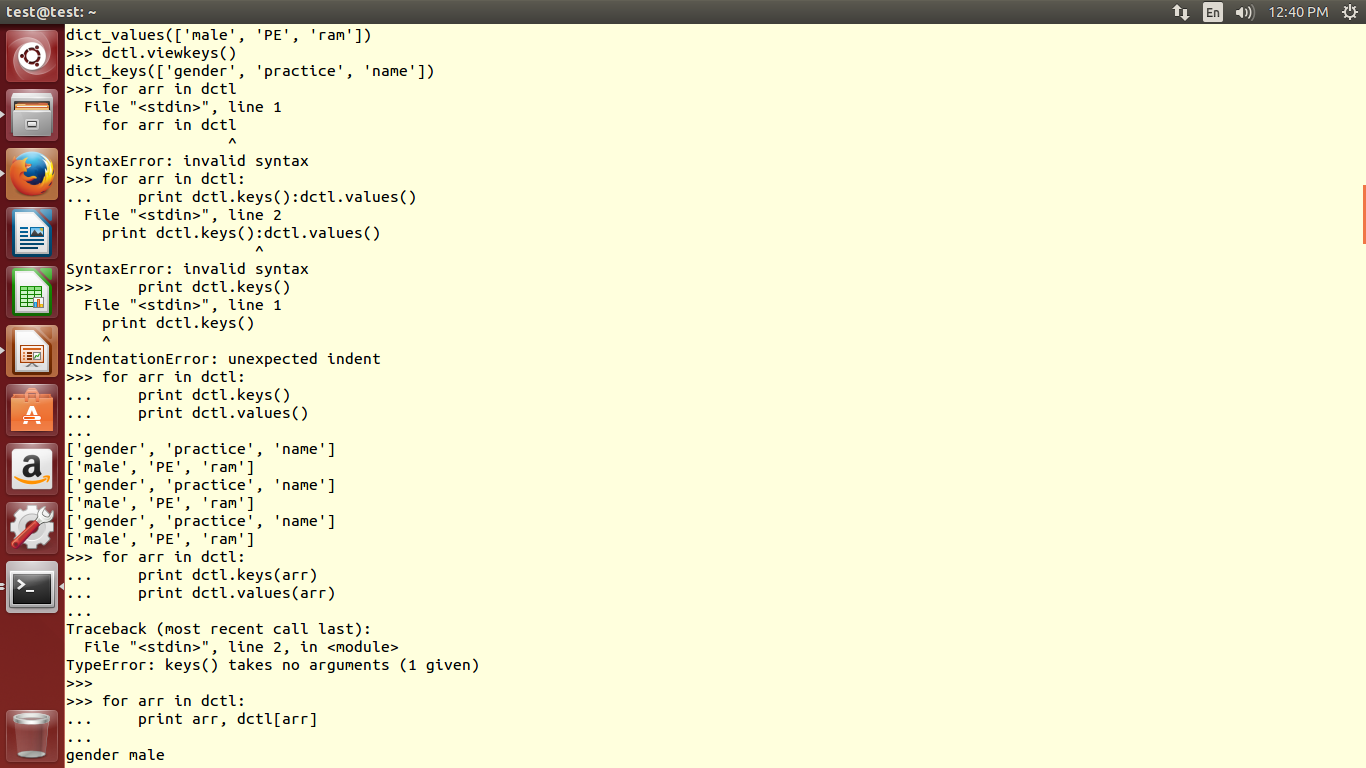 test@test: ~
En
12:40 PM
dict_values(['male', 'PE', 'ram'])
>>> dctl.viewkeys()
dict_keys(['gender', 'practice', 'name'])
>>> for arr in dctl
  File "<stdin>", line 1
    for arr in dctl
                  ^
SyntaxError: invalid syntax
>>> for arr in dctl:
...     print dctl.keys():dctl.values()
  File "<stdin>", line 2
    print dctl.keys():dctl.values()
                     ^
SyntaxError: invalid syntax
>>>     print dctl.keys()
  File "<stdin>", line 1
    print dctl.keys()
    ^
IndentationError: unexpected indent
>>> for arr in dctl:
...     print dctl.keys()
...     print dctl.values()
...
['gender', 'practice', 'name']
['male', 'PE', 'ram']
['gender', 'practice', 'name']
['male', 'PE', 'ram']
['gender', 'practice', 'name']
['male', 'PE', 'ram']
>>> for arr in dctl:
...     print dctl.keys(arr)
...     print dctl.values(arr)
...
Traceback (most recent call last):
  File "<stdin>", line 2, in <module>
TypeError: keys() takes no arguments (1 given)
>>>
>>> for arr in dctl:
...     print arr, dctl[arr]
...
gender male